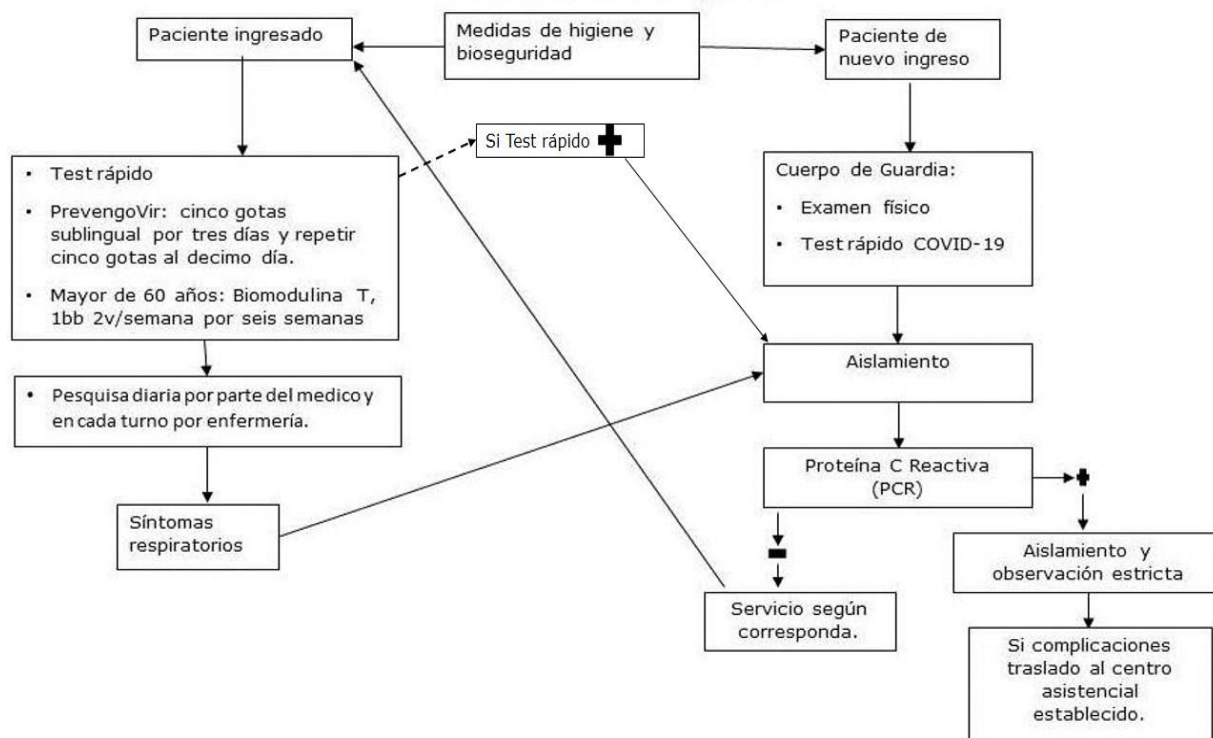 Paciente ingresado
Medidas de higiene y
bioseguridad
Paciente de
nuevo ingreso
Si Test rápido
• Test rápido
• PrevengoVir: cinco gotas
sublingual por tres días y repetir
cinco gotas al decimo día.
• Mayor de 60 años: Biomodulina T,
1bb 2v/semana por seis semanas
Cuerpo de Guardia:
• Examen físico
• Test rápido COVID-19
Aislamiento
• Pesquisa diaria por parte del medico y
en cada turno por enfermería.
Proteína C Reactiva
(PCR)
Síntomas
respiratorios
Aislamiento y
observación estricta
Servicio según
corresponda.
Si complicaciones
traslado al centro
asistencial
establecido.